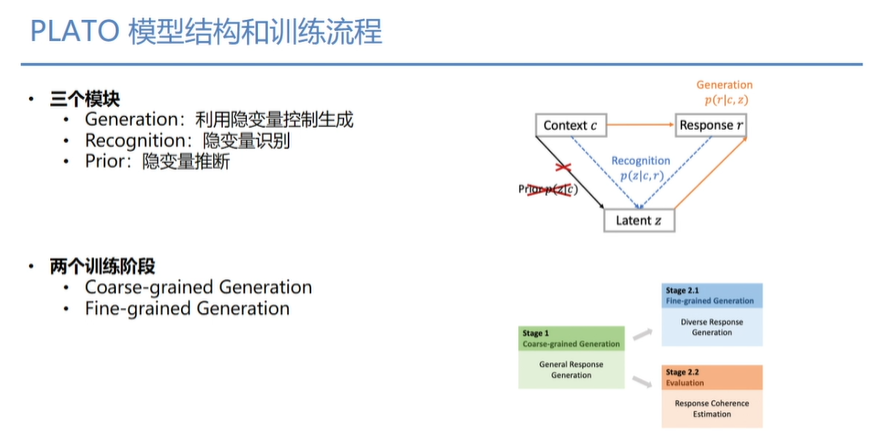 PLATO 模型结构和训练流程
• 三个模块
• Generation：利用隐变量控制生成
• Recognition：隐变量识别
• Prior：隐变量推断
• 两个训练阶段
• Coarse-grained Generation
• Fine-grained Generation
Generation
p(r|c, z)
Context c
Response r
Recognition
p(z|c, r)
Prior p(z|c)
Latent z
Stage 1
Coarse-grained Generation
General Response
Generation
Stage 2.1
Fine-grained Generation
Diverse Response
Generation
Stage 2.2
Evaluation
Response Coherence
Estimation